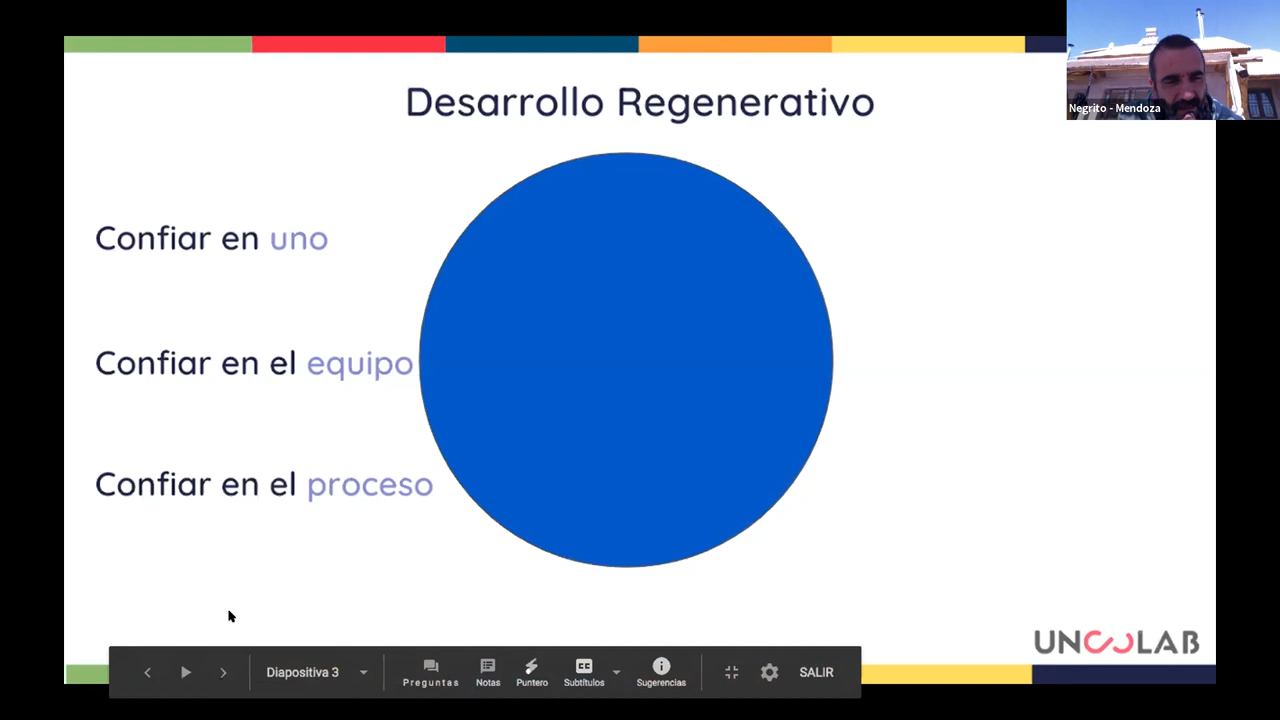 Desarrollo Regenerativo
Negrito - Mendoza
Confiar en uno
Confiar en el equipo
Confiar en el proceso
UNCOLAB
Diapositiva 3
Preguntas
Notas
Puntero
CC
Subtítulos
Sugerencias
SALIR